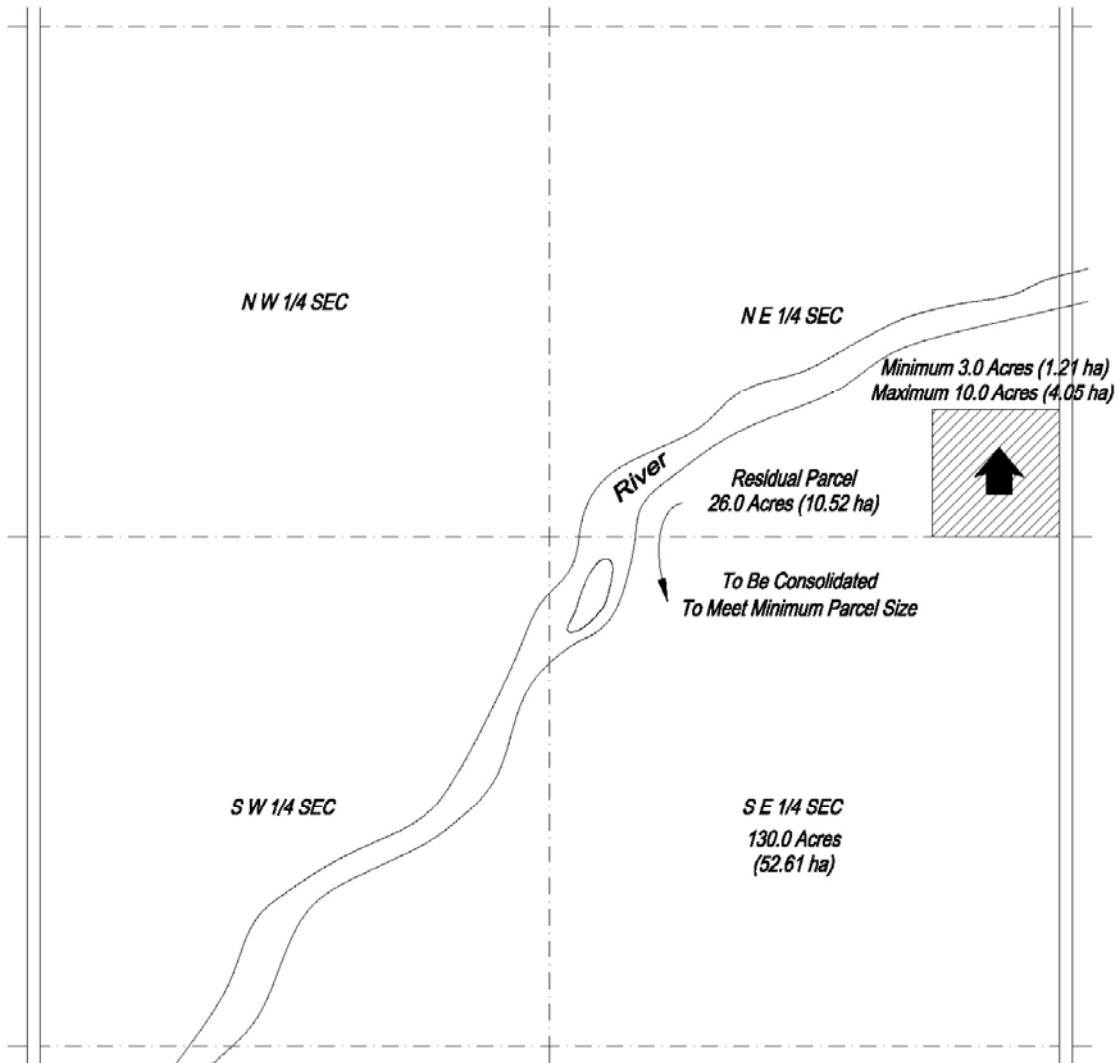 N W 1/4 SEC
N E 1/4 SEC
Minimum 3.0 Acres (1.21 ha)
Maximum 10.0 Acres (4.05 ha)
River
Residual Parcel
26.0 Acres (10.52 ha)
To Be Consolidated
To Meet Minimum Parcel Size
S W 1/4 SEC
S E 1/4 SEC
130.0 Acres
(52.61 ha)